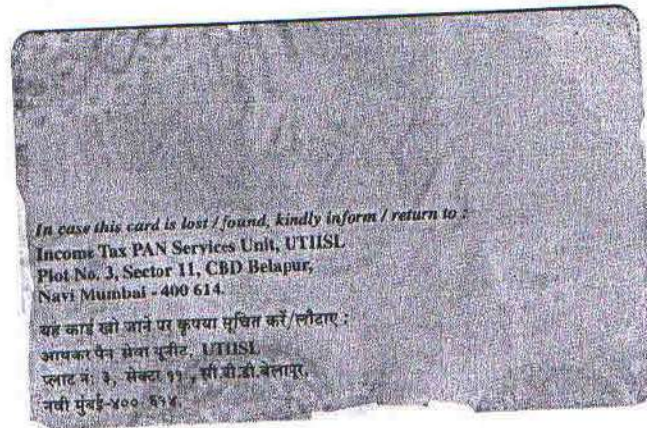 In case this card is lost / found, kindly inform / return to :
Income Tax PAN Services Unit, UTIISL
Plot No. 3, Sector 11, CBD Belapur,
Navi Mumbai - 400 614.
यह कार्ड खो जाने पर कृपया सूचित करें/लौटाए :
आयकर पैन सेवा यूनीट, UTIISL
प्लाट नः ३, सेक्टर ११ , सी.बी.डी.बेलापूर,
नवी मुंबई-४०० ६१४.